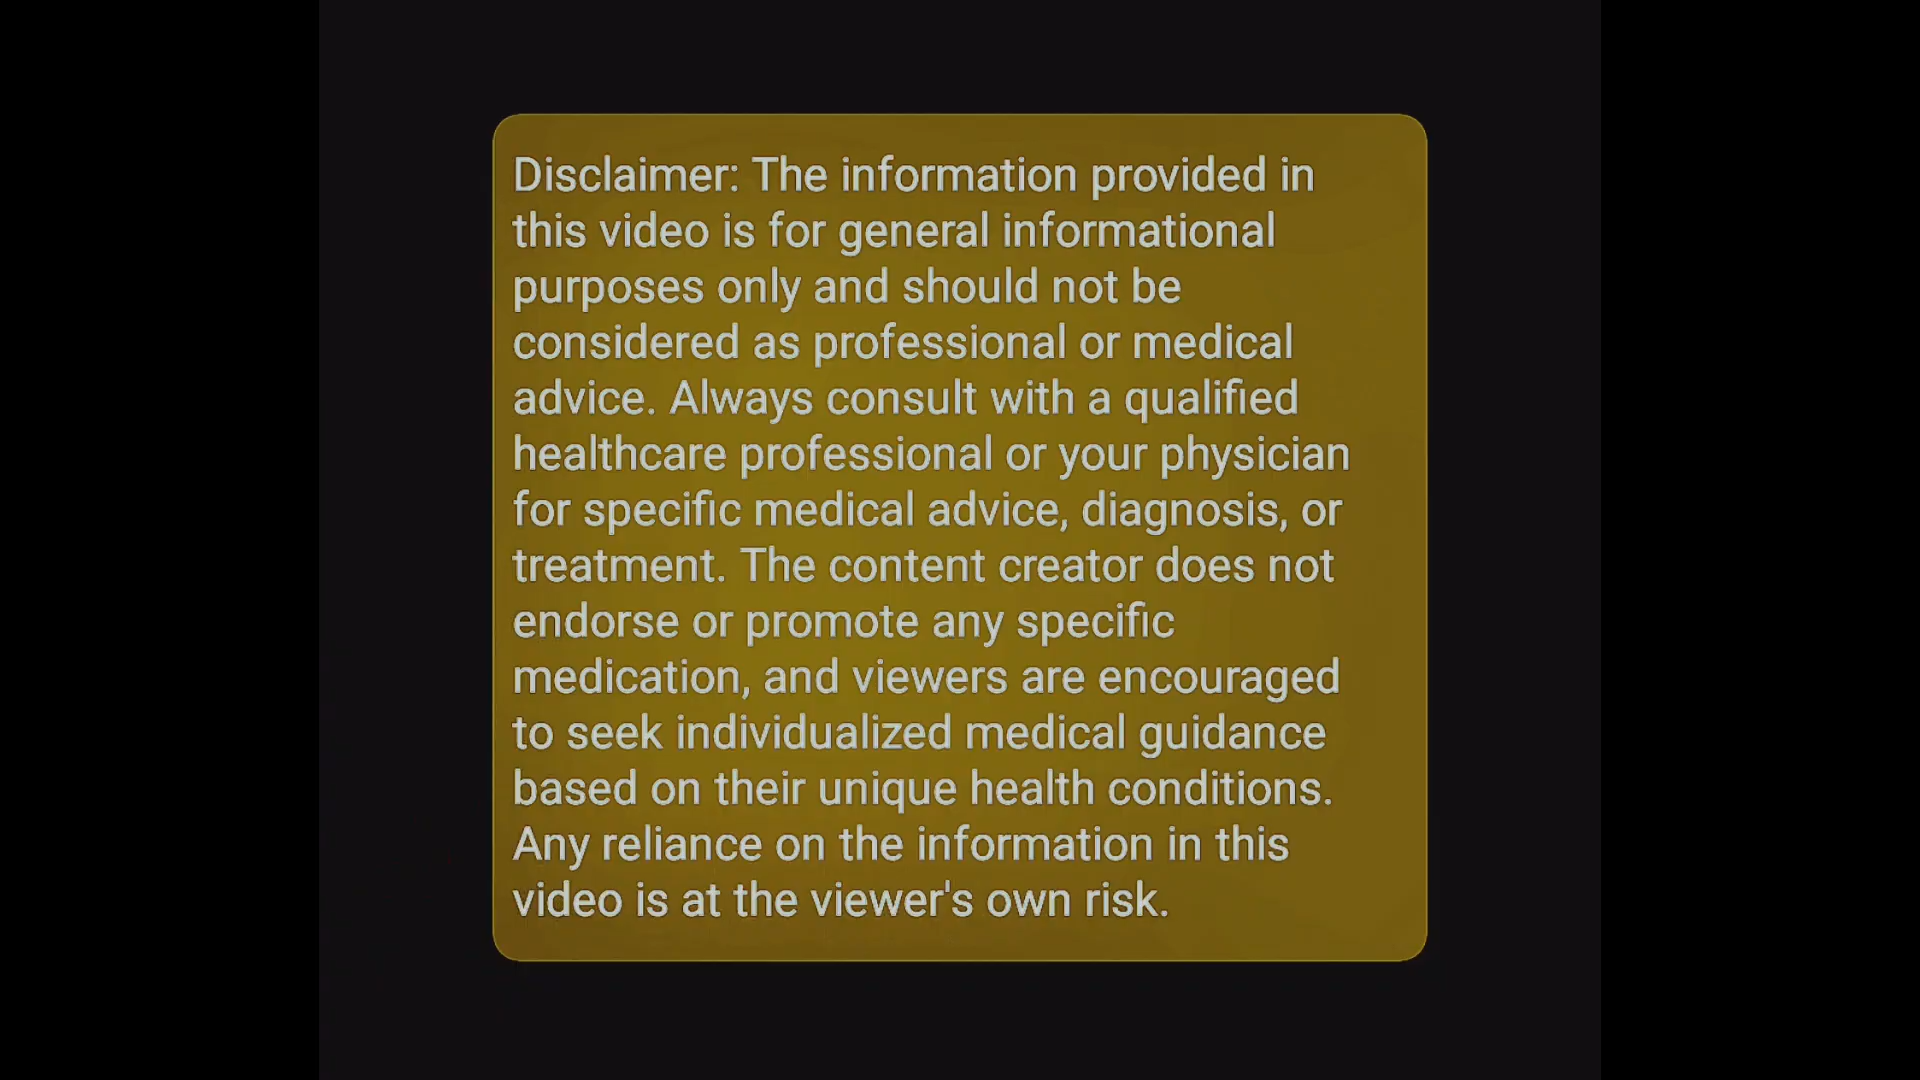 Disclaimer: The information provided in
this video is for general informational
purposes only and should not be
considered as professional or medical
advice. Always consult with a qualified
healthcare professional or your physician
for specific medical advice, diagnosis, or
treatment. The content creator does not
endorse or promote any specific
medication, and viewers are encouraged
to seek individualized medical guidance
based on their unique health conditions.
Any reliance on the information in this
video is at the viewer's own risk.